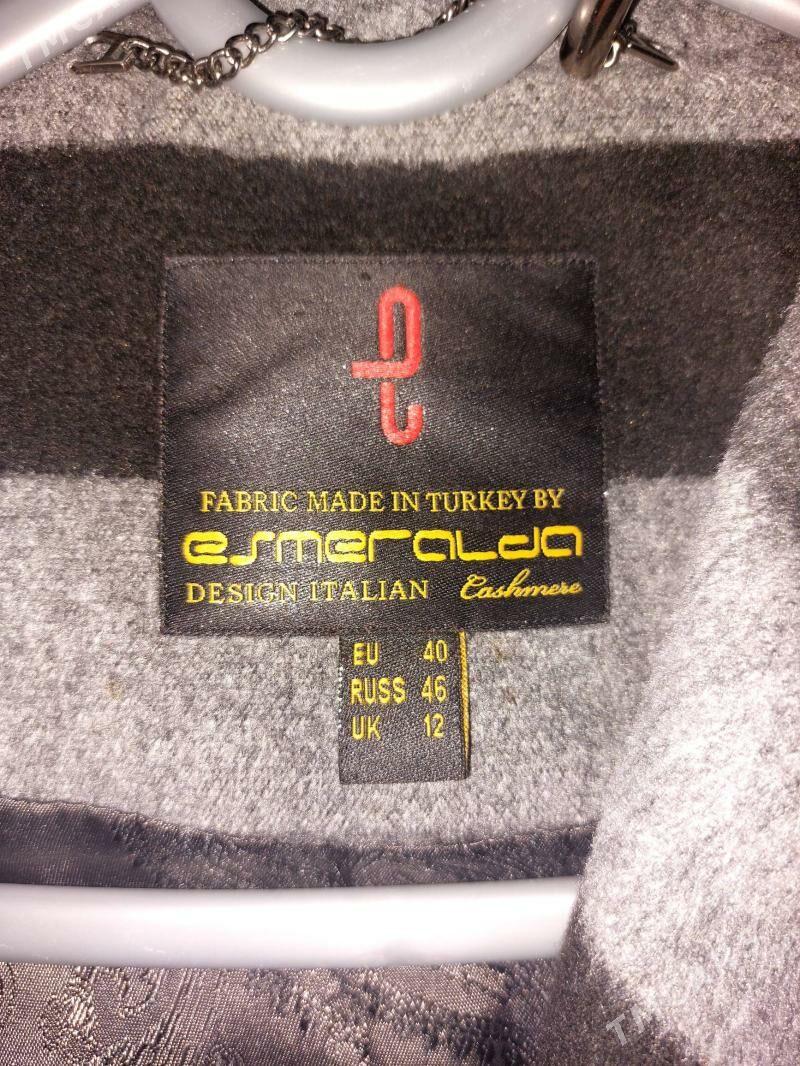 FABRIC MADE IN TURKEY BY
esmeralda
DESIGN ITALIAN Cashmere
EU 40
RUSS 46
UK 12